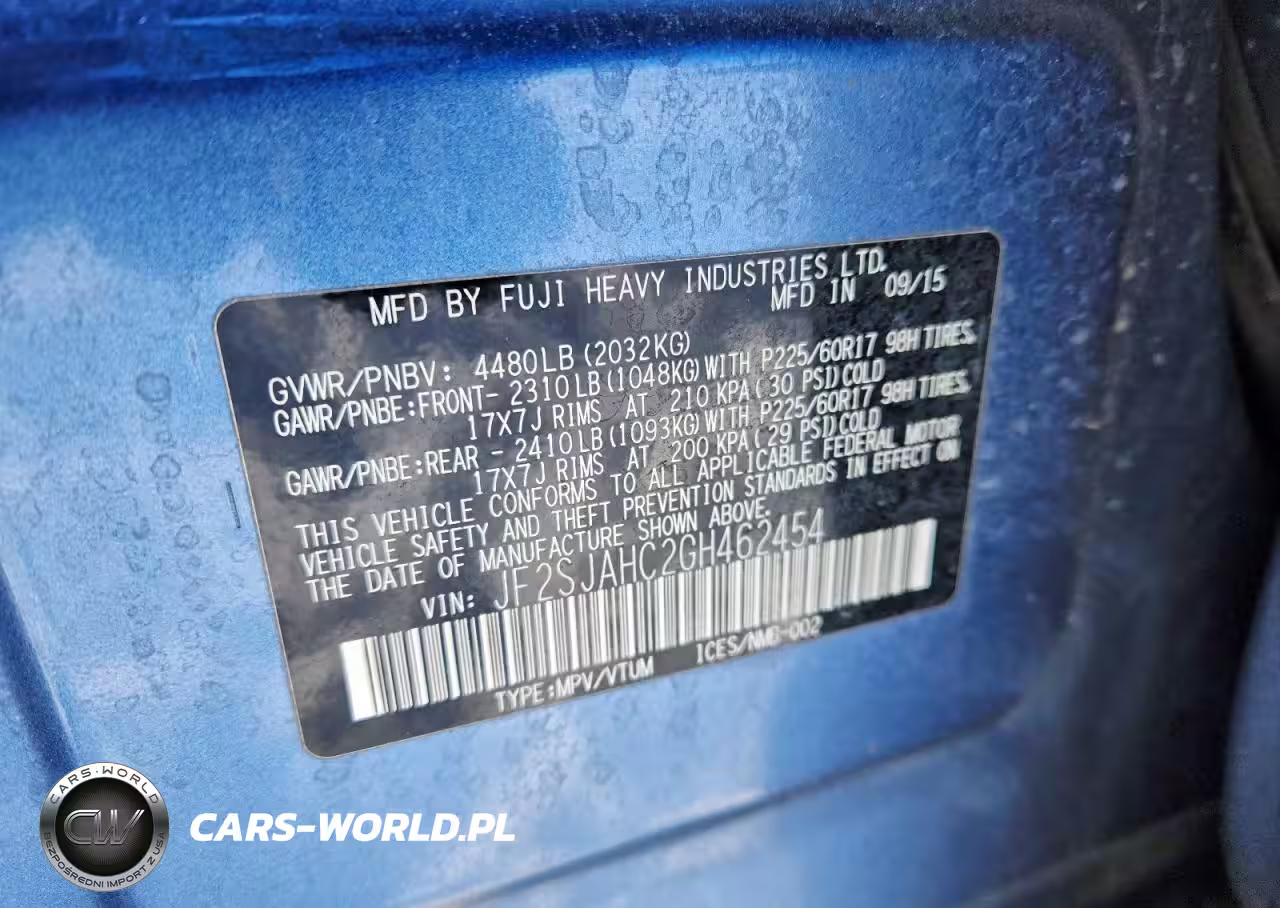 MFD BY FUJI HEAVY INDUSTRIES LTD.
MFD IN 09/15
GVWR/PNBV: 4480LB (2032KG)
GAWR/PNBE:FRONT- 2310LB(1048KG)WITH P225/60R17 98H TIRES,
17X7J RIMS AT 210 KPA(30 PSI)COLD
GAWR/PNBE:REAR - 2410LB(1093KG)WITH P225/60R17 98H TIRES,
17X7J RIMS AT 200 KPA(29 PSI)COLD
THIS VEHICLE CONFORMS TO ALL APPLICABLE FEDERAL MOTOR
VEHICLE SAFETY AND THEFT PREVENTION STANDARDS IN EFFECT ON
THE DATE OF MANUFACTURE SHOWN ABOVE.
VIN: JF2SJAHC2GH462454
TYPE:MPV/VTUM ICES/NMB-002
CARS-WORLD
CW
BEZPOŚREDNI IMPORT Z USA
CARS-WORLD.PL